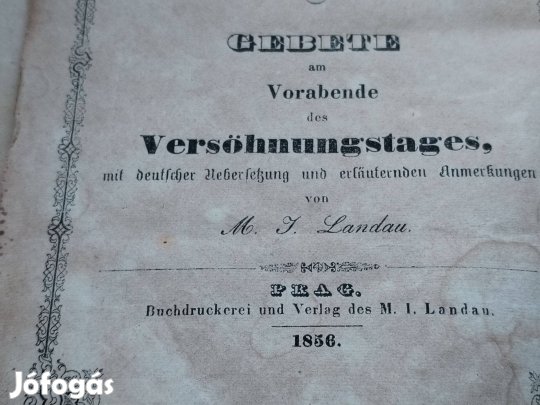 GEBETE
am
Vorabende
des
Versöhnungstages,
mit deutscher Uebersetzung und erläuternden Anmerkungen
von
M. J. Landau.
PRAG.
Buchdruckerei und Verlag des M. I. Landau.
1856.
Jófogás